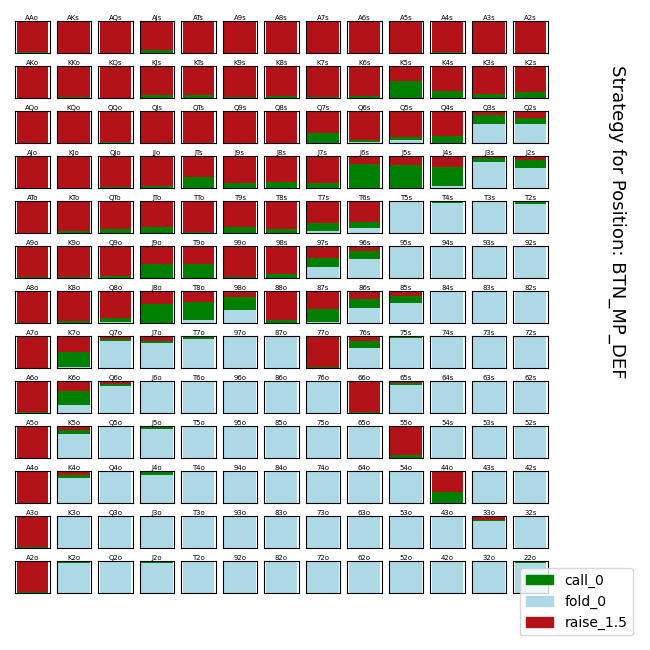 AAo AKs AQs AJs ATs A9s A8s A7s A6s A5s A4s A3s A2s
AKo KKo KQs KJs KTs K9s K8s K7s K6s K5s K4s K3s K2s
AQo KQo QQo QJs QTs Q9s Q8s Q7s Q6s Q5s Q4s Q3s Q2s
AJo KJo QJo JJo JTs J9s J8s J7s J6s J5s J4s J3s J2s
ATo KTo QTo JTo TTo T9s T8s T7s T6s T5s T4s T3s T2s
A9o K9o Q9o J9o T9o 99o 98s 97s 96s 95s 94s 93s 92s
A8o K8o Q8o J8o T8o 98o 88o 87s 86s 85s 84s 83s 82s
A7o K7o Q7o J7o T7o 97o 87o 77o 76s 75s 74s 73s 72s
A6o K6o Q6o J6o T6o 96o 86o 76o 66o 65s 64s 63s 62s
A5o K5o Q5o J5o T5o 95o 85o 75o 65o 55o 54s 53s 52s
A4o K4o Q4o J4o T4o 94o 84o 74o 64o 54o 44o 43s 42s
A3o K3o Q3o J3o T3o 93o 83o 73o 63o 53o 43o 33o 32s
A2o K2o Q2o J2o T2o 92o 82o 72o 62o 52o 42o 32o 22o
Strategy for Position: BTN_MP_DEF
call_0
fold_0
raise_1.5